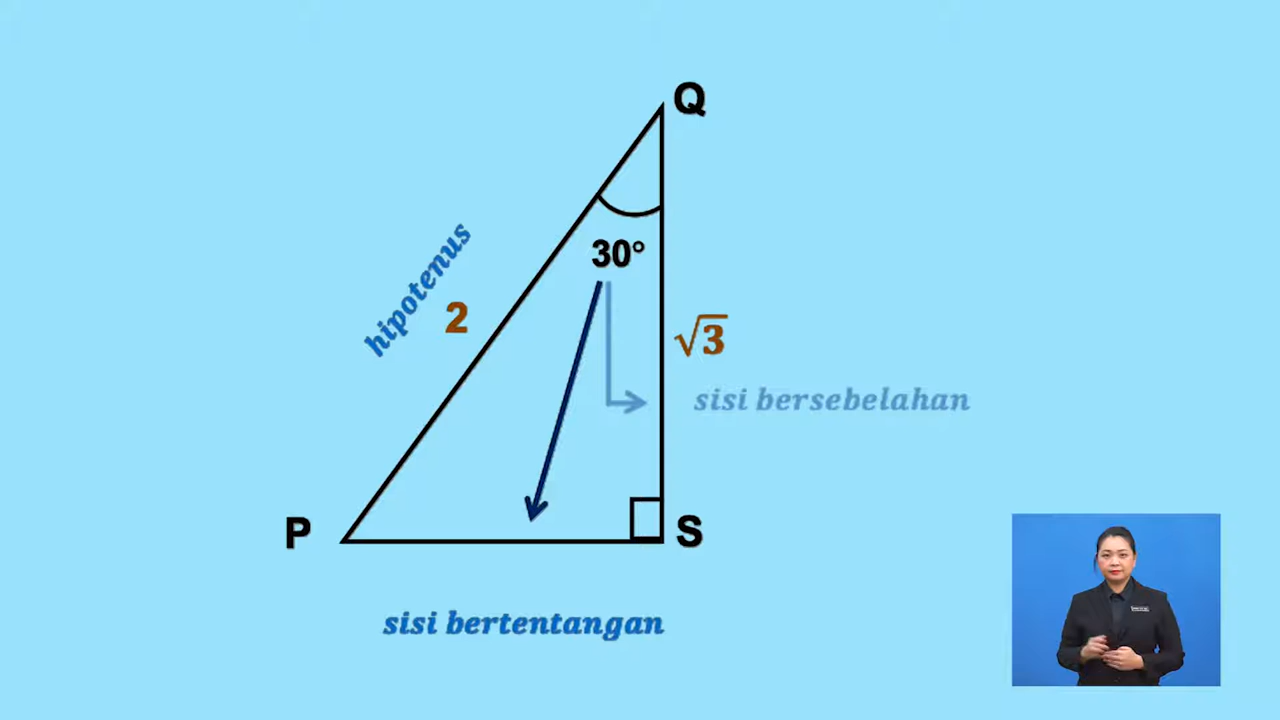 Q
30°
hipotenus
2
√3
sisi bersebelahan
P
S
sisi bertentangan